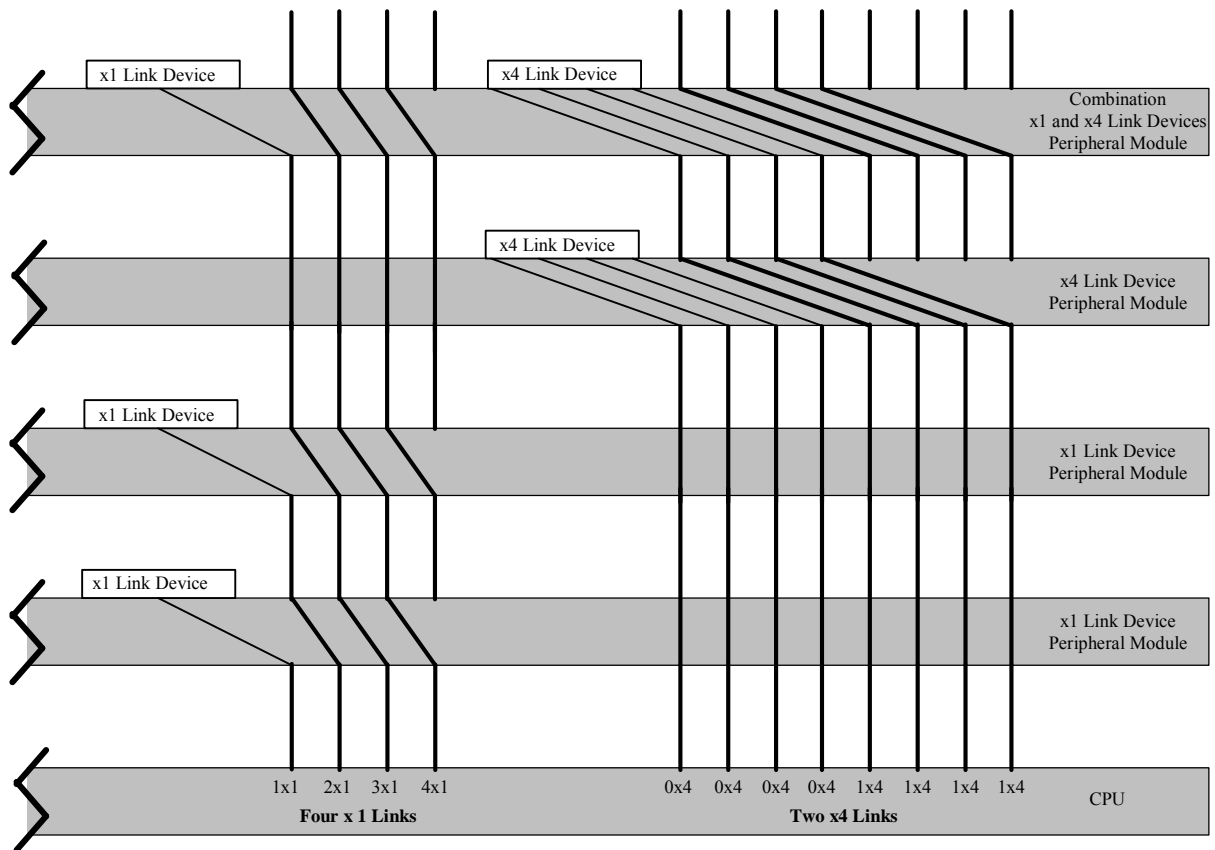 x1 Link Device
x4 Link Device
Combination
x1 and x4 Link Devices
Peripheral Module
x4 Link Device
x4 Link Device
Peripheral Module
x1 Link Device
x1 Link Device
Peripheral Module
x1 Link Device
x1 Link Device
Peripheral Module
1x1 2x1 3x1 4x1 0x4 0x4 0x4 0x4 1x4 1x4 1x4 1x4
CPU
Four x 1 Links
Two x4 Links